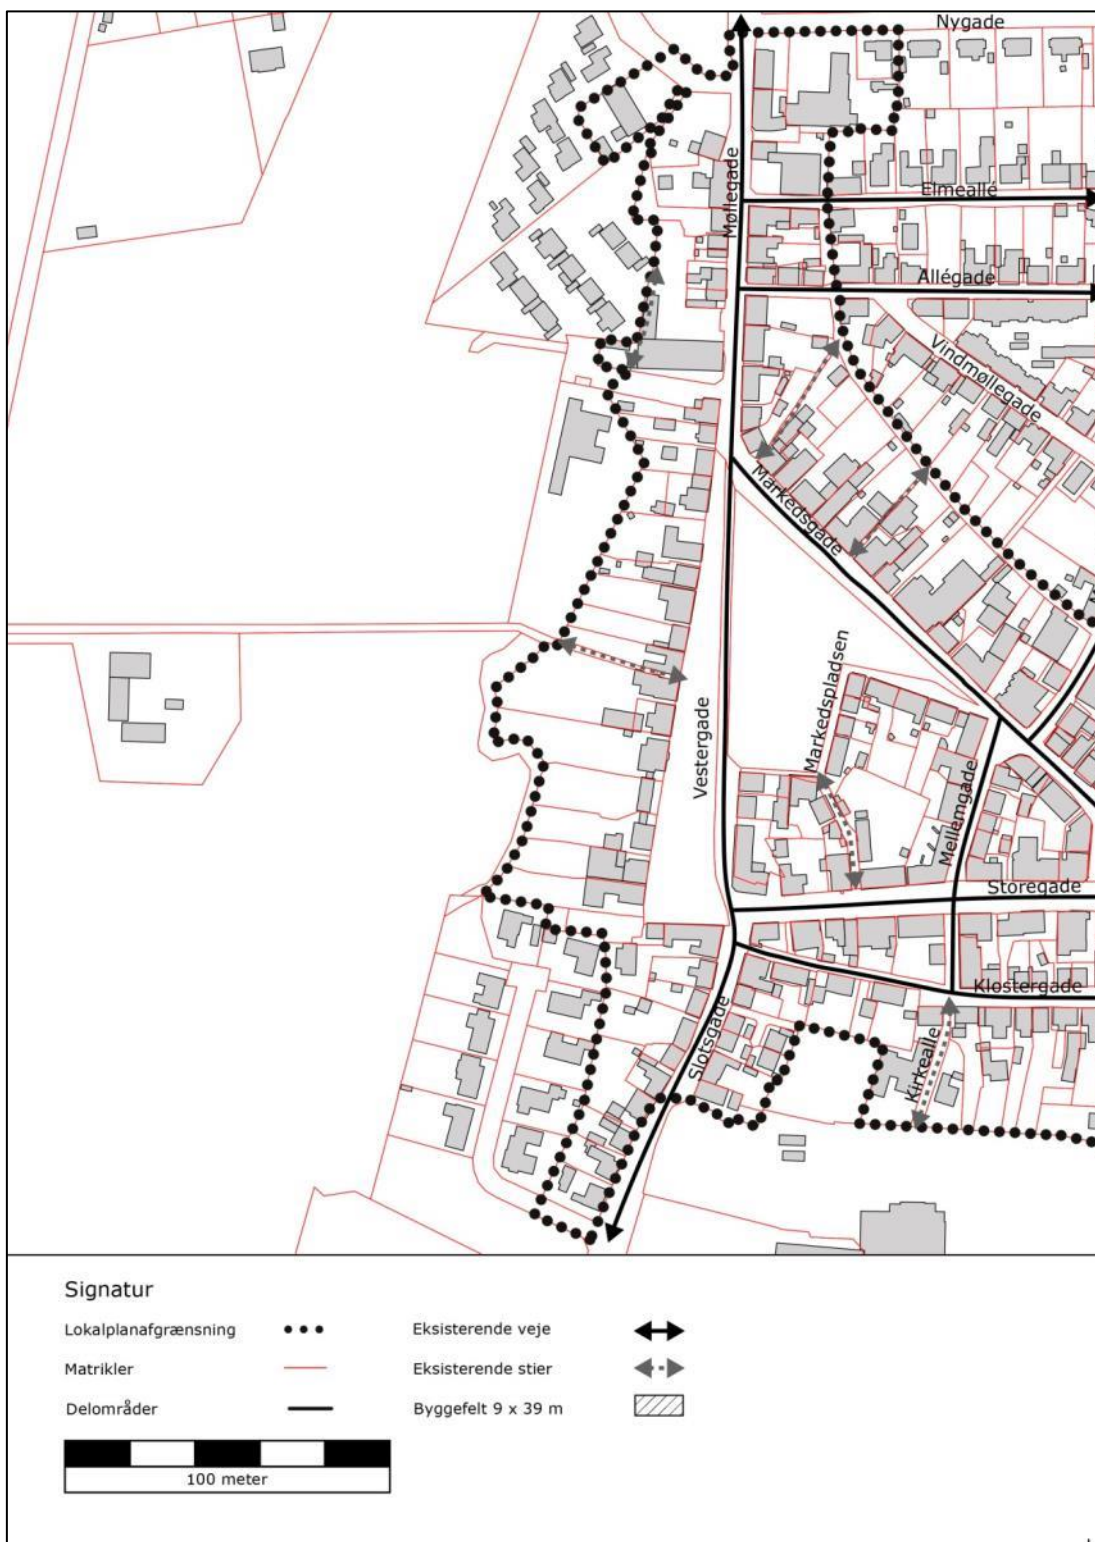 Nygade
Møllegade
Elmeallé
Allégade
Vindmøllegade
Markedsgade
Markedspladsen
Vestergade
Mellemgade
Storegade
Klostergade
Slotsgade
Kirkealle
Signatur
Lokalplanafgrænsning
Eksisterende veje
Matrikler
Eksisterende stier
Delområder
Byggefelt 9 x 39 m
100 meter